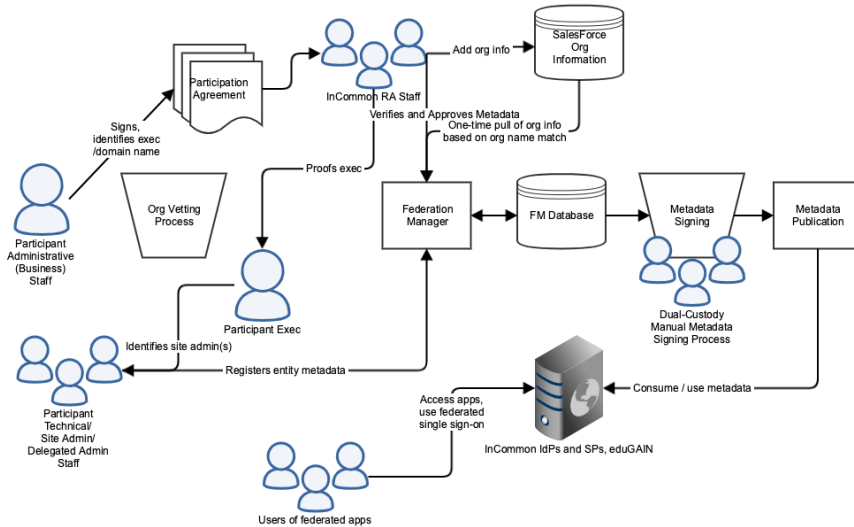 SalesForce
Org
Information
Add org info
Participation
Agreement
InCommon RA Staff
Verifies and Approves Metadata
One-time pull of org info
based on org name match
Signs,
identifies exec
/domain name
Proofs exec
Org Vetting
Process
Federation
Manager
FM Database
Metadata
Signing
Metadata
Publication
Participant
Administrative
(Business)
Staff
Participant Exec
Dual-Custody
Manual Metadata
Signing Process
Identifies site admin(s)
Registers entity metadata
Participant
Technical/
Site Admin/
Delegated Admin
Staff
Access apps,
use federated
single sign-on
Consume / use metadata
InCommon IdPs and SPs, eduGAIN
Users of federated apps